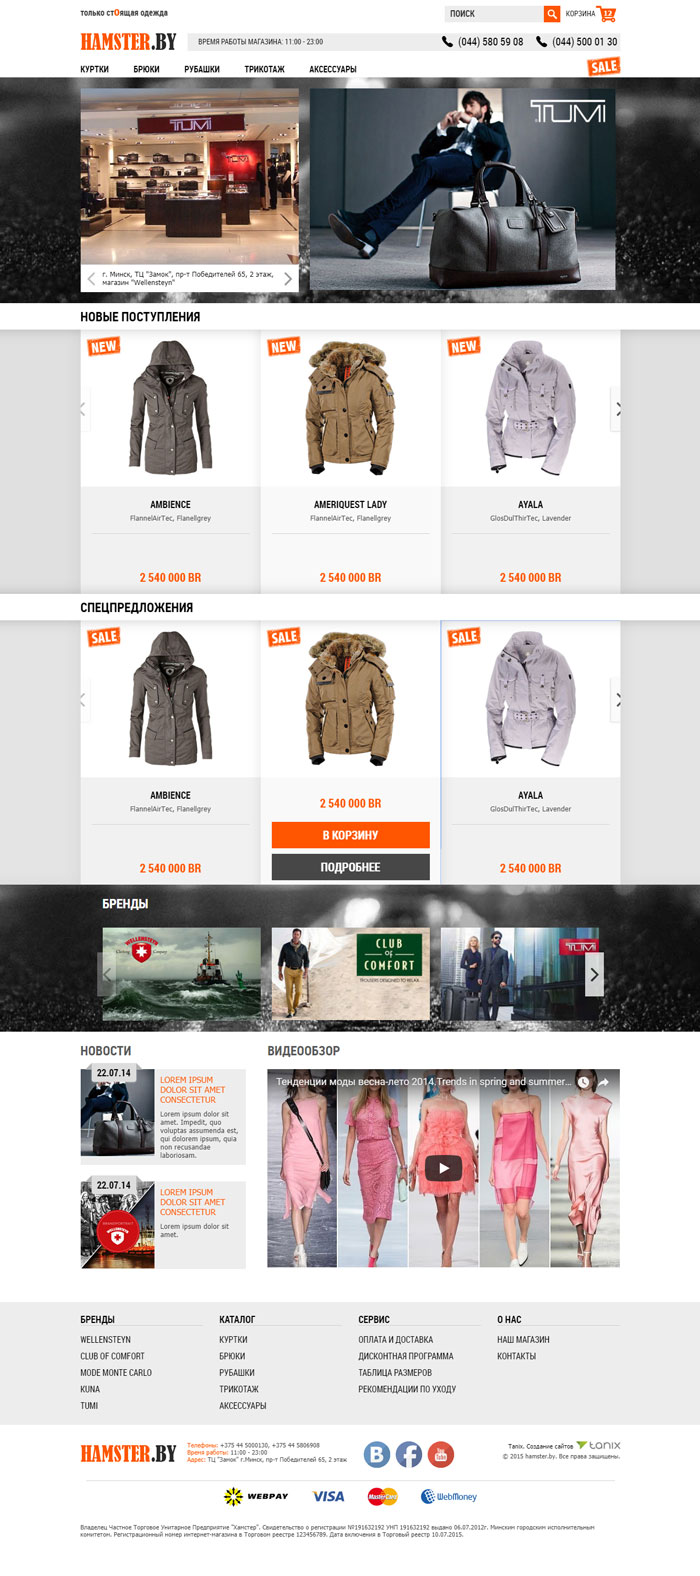 только стОящая одежда
ПОИСК
КОРЗИНА 12
HAMSTER.BY
ВРЕМЯ РАБОТЫ МАГАЗИНА: 11:00 - 23:00
(044) 580 59 08
(044) 500 01 30
КУРТКИ БРЮКИ РУБАШКИ ТРИКОТАЖ АКСЕССУАРЫ
SALE
TUMI
TUMI
TUMI
г. Минск, ТЦ "Замок", пр-т Победителей 65, 2 этаж,
магазин "Wellensteyn"
НОВЫЕ ПОСТУПЛЕНИЯ
NEW NEW NEW
AMBIENCE AMERIQUEST LADY AYALA
FlannelAirTec, Flanellgrey FlannelAirTec, Flanellgrey GlosDulThirTec, Lavender
2 540 000 BR 2 540 000 BR 2 540 000 BR
СПЕЦПРЕДЛОЖЕНИЯ
SALE SALE SALE
AMBIENCE
FlannelAirTec, Flanellgrey
2 540 000 BR
2 540 000 BR
В КОРЗИНУ
ПОДРОБНЕЕ
AYALA
GlosDulThirTec, Lavender
2 540 000 BR
БРЕНДЫ
WELLENSTEYN
CLUB
of
COMFORT
TROUSERS DESIGNED TO RELAX
TUMI
НОВОСТИ
22.07.14
LOREM IPSUM
DOLOR SIT AMET
CONSECTETUR
Lorem ipsum dolor sit
amet. Impedit, quo
voluptas assumenda est,
qui dolorem ipsum, quia
non recusandae
laboriosam.
22.07.14
LOREM IPSUM
DOLOR SIT AMET
CONSECTETUR
Lorem ipsum dolor sit
amet.
ВИДЕООБЗОР
Тенденции моды весна-лето 2014.Trends in spring and summer...
БРЕНДЫ
WELLENSTEYN
CLUB OF COMFORT
MODE MONTE CARLO
KUNA
TUMI
КАТАЛОГ
КУРТКИ
БРЮКИ
РУБАШКИ
ТРИКОТАЖ
АКСЕССУАРЫ
СЕРВИС
ОПЛАТА И ДОСТАВКА
ДИСКОНТНАЯ ПРОГРАММА
ТАБЛИЦА РАЗМЕРОВ
РЕКОМЕНДАЦИИ ПО УХОДУ
О НАС
НАШ МАГАЗИН
КОНТАКТЫ
HAMSTER.BY
Телефоны: +375 44 5000130, +375 44 5806908
Время работы: 11:00 - 23:00
Адрес: ТЦ "Замок" г.Минск, пр-т Победителей 65, 2 этаж
B f You Tube
Tanix. Создание сайтов tanix
© 2015 hamster.by. Все права защищены.
WEBPAY VISA MasterCard WebMoney
Владелец Частное Торговое Унитарное Предприятие "Хамстер". Свидетельство о регистрации №191632192 УНП 191632192 выдано 06.07.2012г. Минским городским исполнительным
комитетом. Регистрационный номер интернет-магазина в Торговом реестре 123456789. Дата включения в Торговый реестр 10.07.2015.